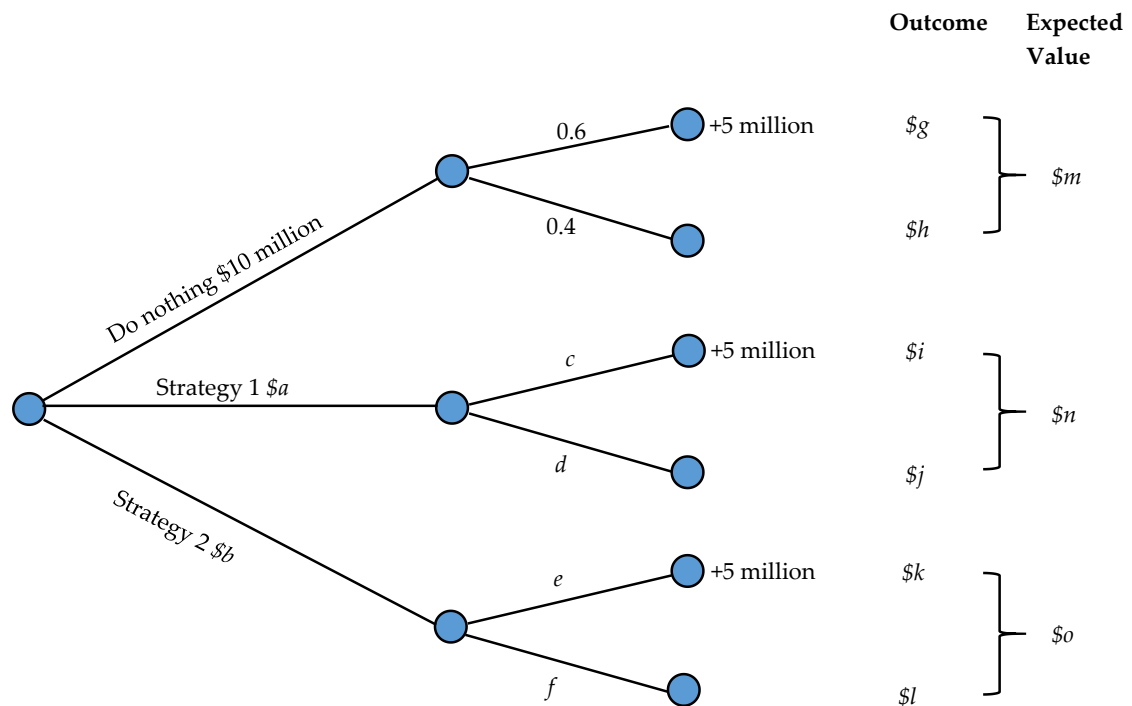 Outcome
Expected
Value
0.6
+5 million
$g
$m
0.4
$h
Do nothing $10 million
c
+5 million
$i
Strategy 1 $a
$n
d
$j
Strategy 2 $b
e
+5 million
$k
$o
f
$l